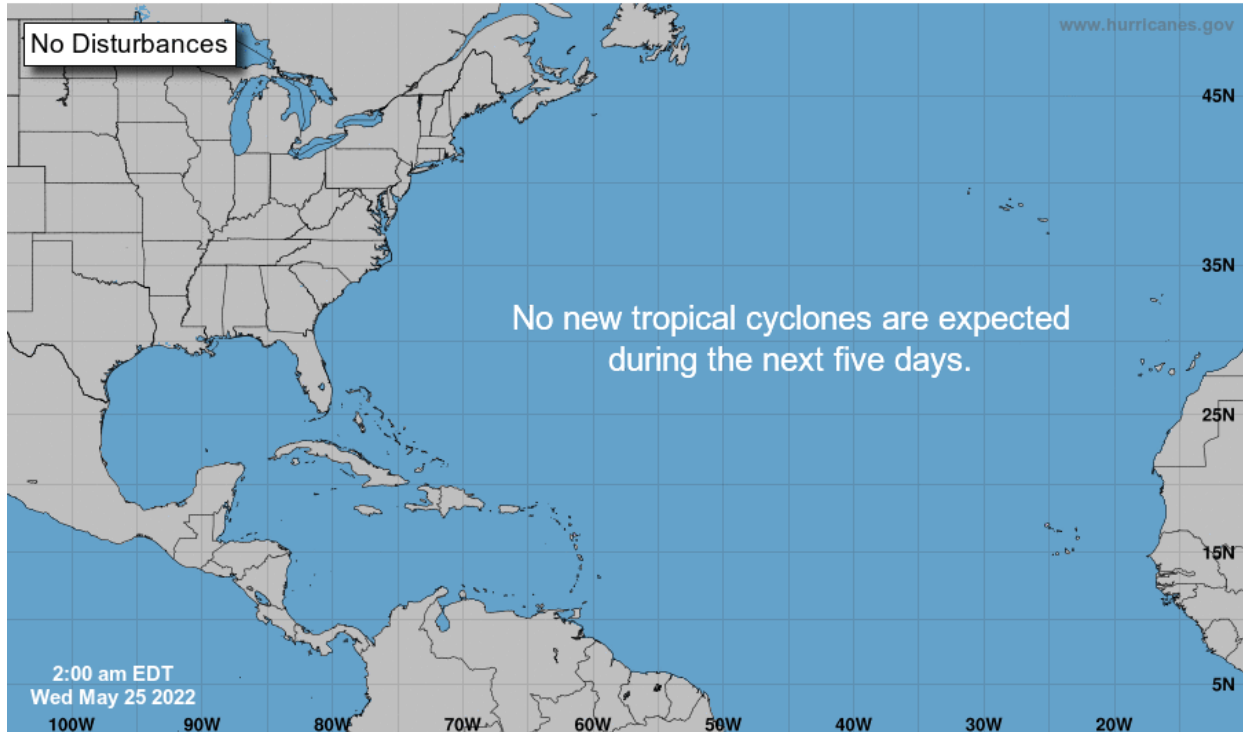 No Disturbances
www.hurricanes.gov
45N
35N
No new tropical cyclones are expected
during the next five days.
25N
15N
2:00 am EDT
Wed May 25 2022
5N
100W 90W 80W 70W 60W 50W 40W 30W 20W